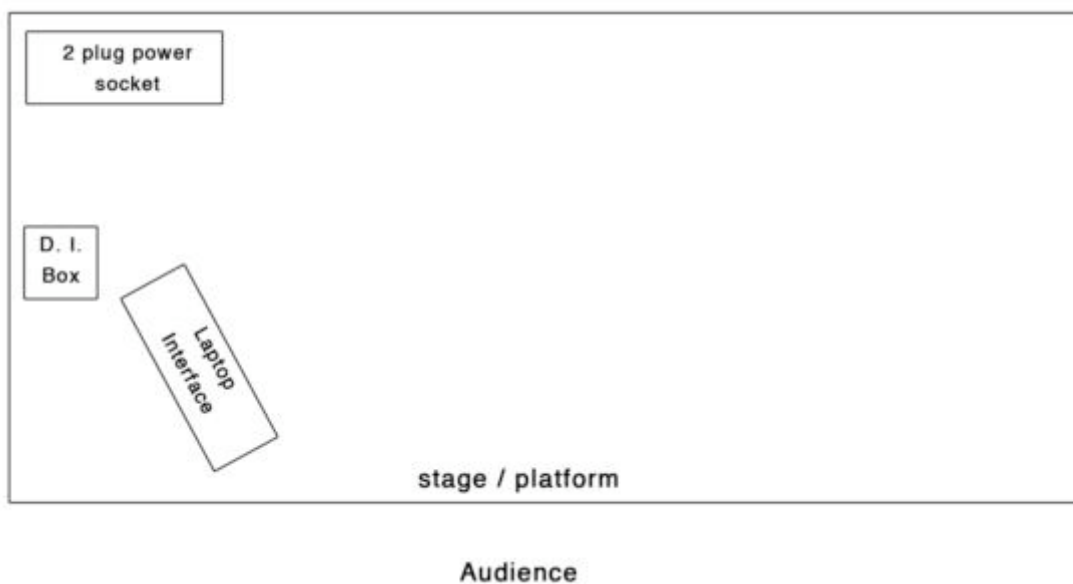 2 plug power
socket
D. I.
Box
Laptop
Interface
stage / platform
Audience